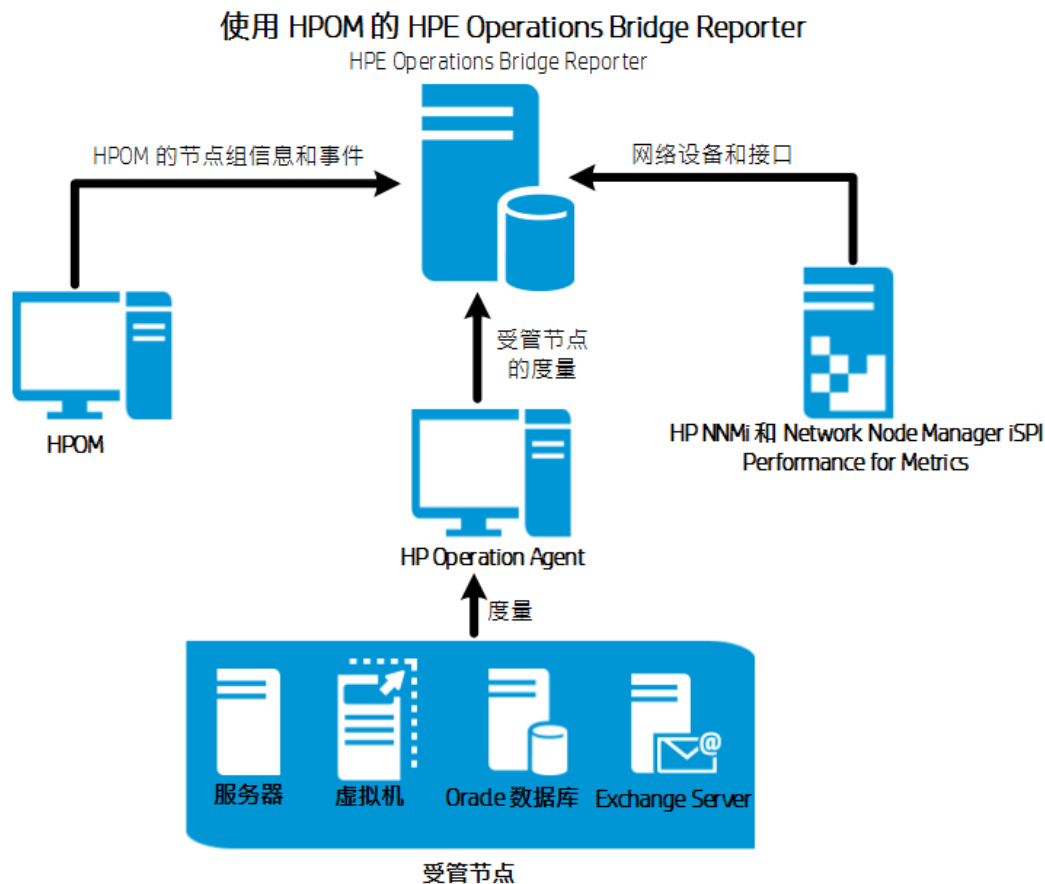 使用 HPOM 的 HPE Operations Bridge Reporter
HPE Operations Bridge Reporter
HPOM 的节点组信息和事件
网络设备和接口
受管节点
的度量
HPOM
HP NNMi 和 Network Node Manager iSPI
Performance for Metrics
HP Operation Agent
度量
@
服务器
虚拟机
Oracle 数据库
Exchange Server
受管节点